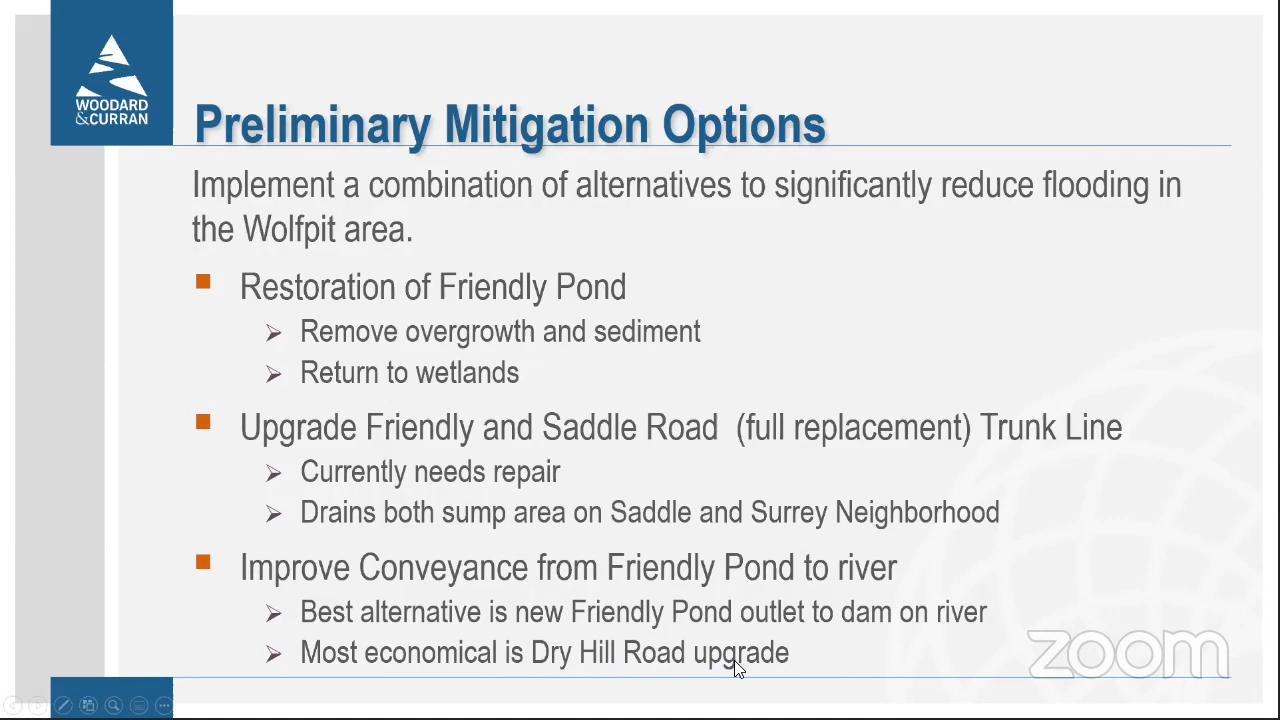 WOODARD
&CURRAN
Preliminary Mitigation Options
Implement a combination of alternatives to significantly reduce flooding in
the Wolfpit area.
Restoration of Friendly Pond
Remove overgrowth and sediment
Return to wetlands
Upgrade Friendly and Saddle Road (full replacement) Trunk Line
Currently needs repair
Drains both sump area on Saddle and Surrey Neighborhood
Improve Conveyance from Friendly Pond to river
Best alternative is new Friendly Pond outlet to dam on river
Most economical is Dry Hill Road upgrade
zoom